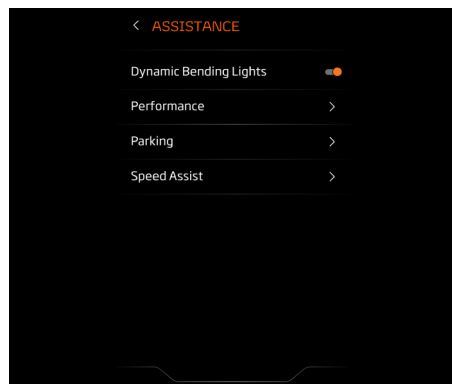 ASSISTANCE
Dynamic Bending Lights
Performance
Parking
Speed Assist